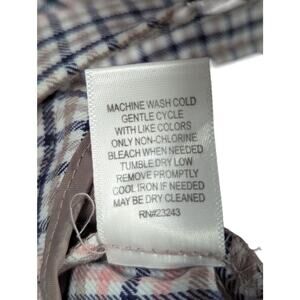 MACHINE WASH COLD
GENTLE CYCLE
WITH LIKE COLORS
ONLY NON-CHLORINE
BLEACH WHEN NEEDED
TUMBLE DRY LOW
REMOVE PROMPTLY
COOL IRON IF NEEDED
MAY BE DRY CLEANED
RN#23243